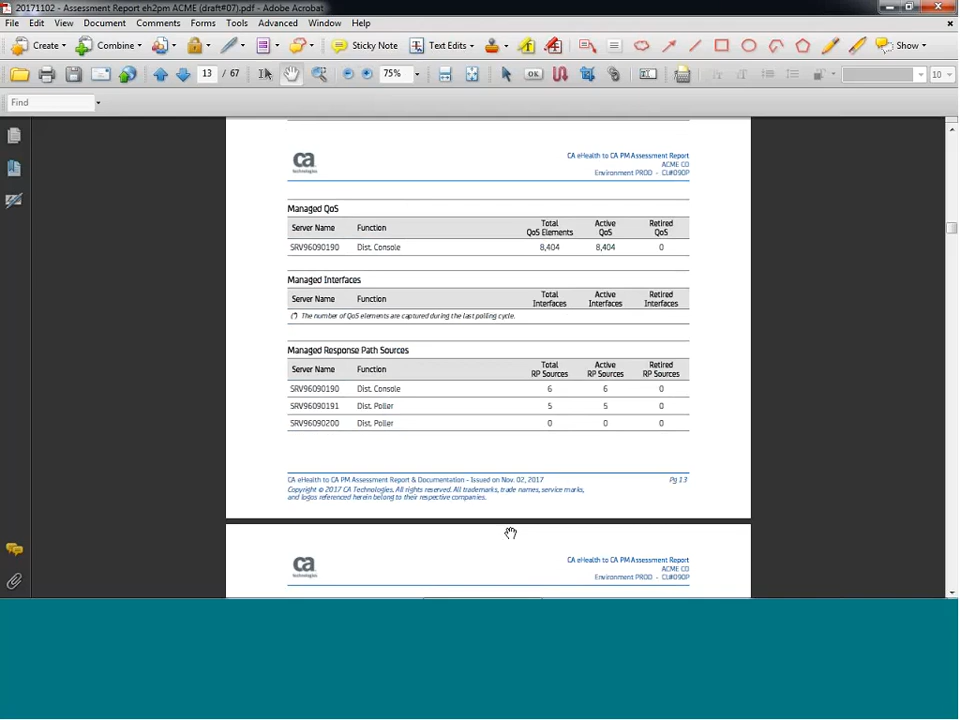 20171102 - Assessment Report eh2pm ACME (draft#07).pdf - Adobe Acrobat
File Edit View Document Comments Forms Tools Advanced Window Help
Create Combine Sticky Note Text Edits Show
13 / 67 75% OK 10
Find
ca technologies
CA eHealth to CA PM Assessment Report
ACME CO
Environment PROD - CL#090P
Managed QoS
Server Name Function Total QoS Elements Active QoS Retired QoS
SRV96090190 Dist. Console 8,404 8,404 0
Managed Interfaces
Server Name Function Total Interfaces Active Interfaces Retired Interfaces
(*) The number of QoS elements are captured during the last polling cycle.
Managed Response Path Sources
Server Name Function Total RP Sources Active RP Sources Retired RP Sources
SRV96090190 Dist. Console 6 6 0
SRV96090191 Dist. Poller 5 5 0
SRV96090200 Dist. Poller 0 0 0
CA eHealth to CA PM Assessment Report & Documentation - Issued on Nov. 02, 2017 Pg 13
Copyright © 2017 CA Technologies. All rights reserved. All trademarks, trade names, service marks,
and logos referenced herein belong to their respective companies.
ca technologies
CA eHealth to CA PM Assessment Report
ACME CO
Environment PROD - CL#090P